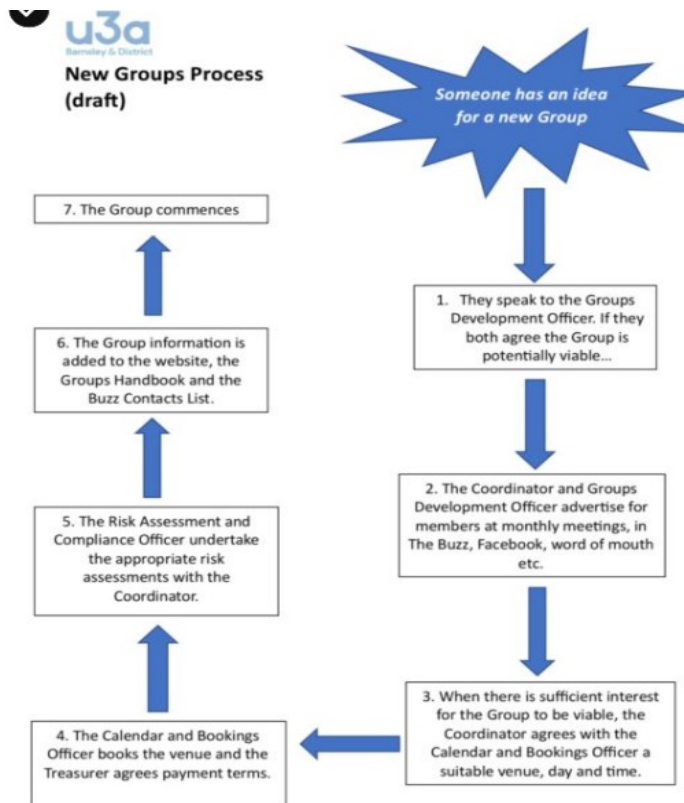 u3a
Barnsley & District
New Groups Process
(draft)
Someone has an idea
for a new Group
1. They speak to the Groups
Development Officer. If they
both agree the Group is
potentially viable…
2. The Coordinator and Groups
Development Officer advertise for
members at monthly meetings, in
The Buzz, Facebook, word of mouth
etc.
3. When there is sufficient interest
for the Group to be viable, the
Coordinator agrees with the
Calendar and Bookings Officer a
suitable venue, day and time.
4. The Calendar and Bookings
Officer books the venue and the
Treasurer agrees payment terms.
5. The Risk Assessment and
Compliance Officer undertake
the appropriate risk
assessments with the
Coordinator.
6. The Group information is
added to the website, the
Groups Handbook and the
Buzz Contacts List.
7. The Group commences